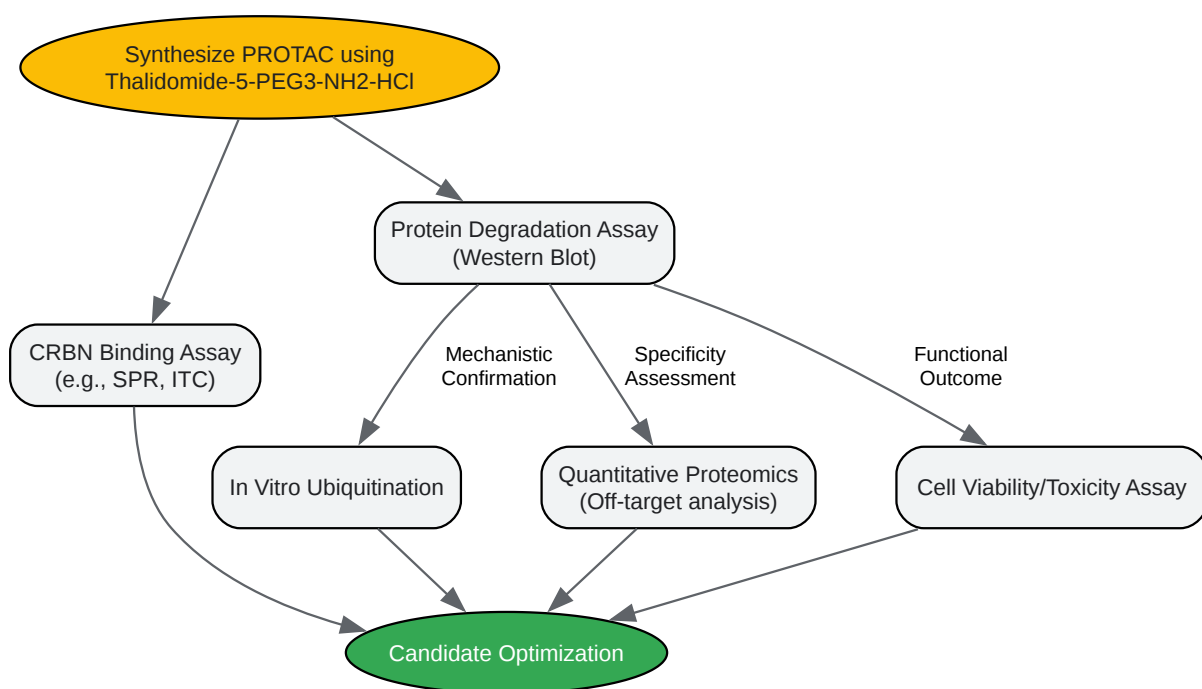 Synthesize PROTAC using
Thalidomide-5-PEG3-NH2-HCl
Protein Degradation Assay
(Western Blot)
CRBN Binding Assay
(e.g., SPR, ITC)
Mechanistic
Confirmation
Specificity
Assessment
Functional
Outcome
In Vitro Ubiquitination
Quantitative Proteomics
(Off-target analysis)
Cell Viability/Toxicity Assay
Candidate Optimization